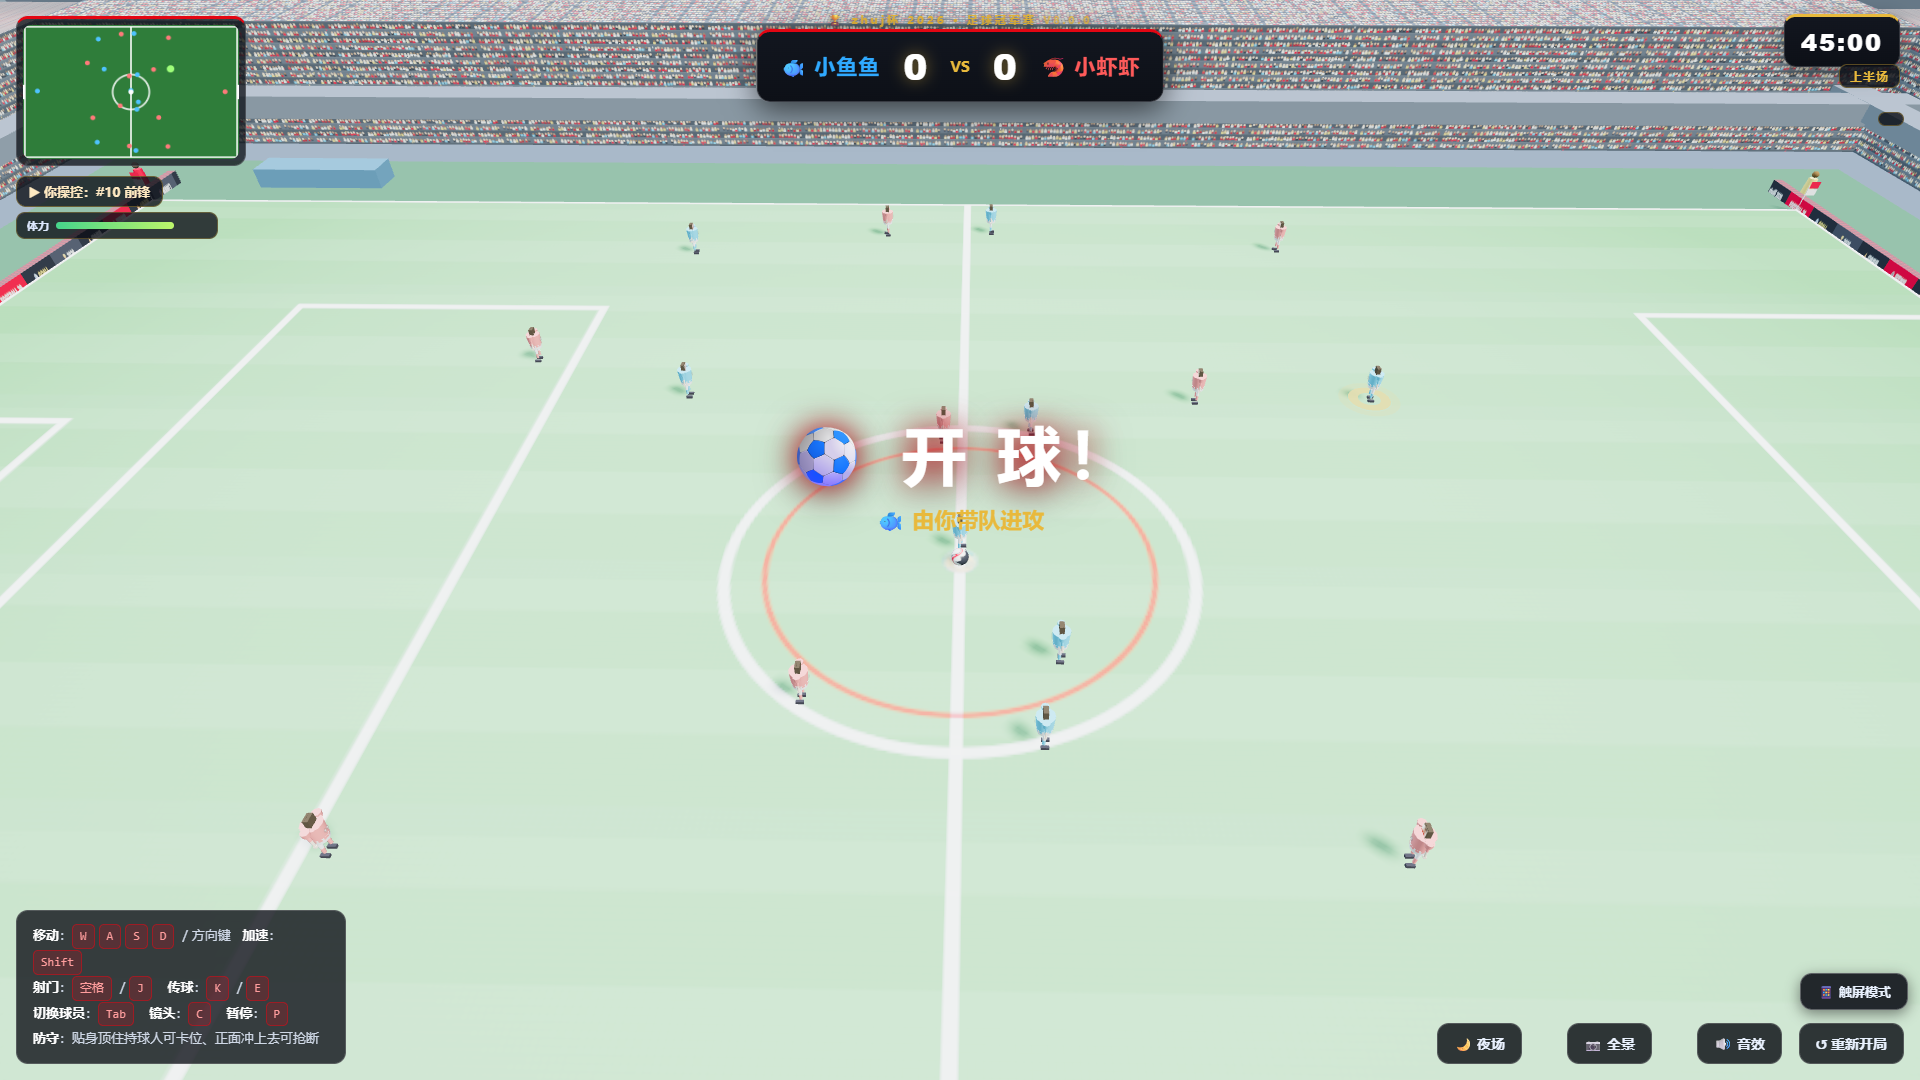 小鱼鱼 0 VS 0 小虾虾
45:00
上半场
▶ 你操控: #10 前锋
体力
开 球!
由你带队进攻
移动: W A S D / 方向键 加速:
Shift
射门: 空格 / J 传球: K / E
切换球员: Tab 镜头: C 暂停: P
防守: 贴身顶住持球人可卡位、正面冲上去可抢断
触屏模式
夜场
全景
音效
↺ 重新开局